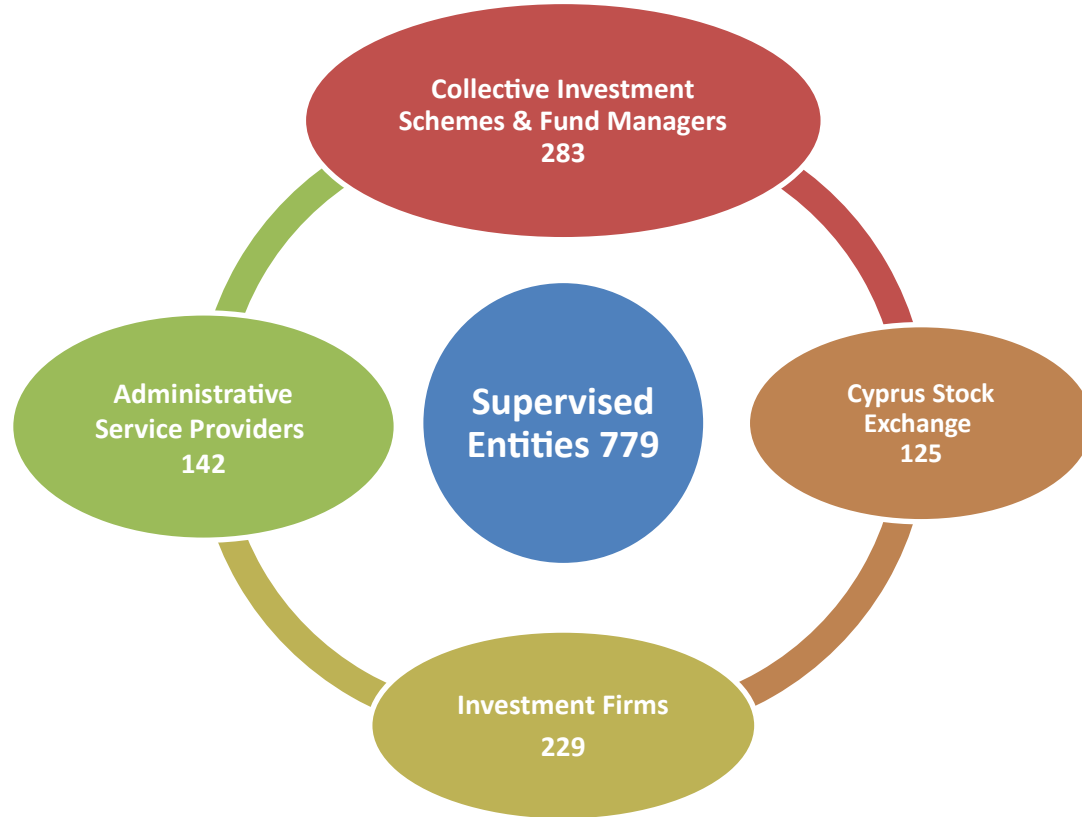 Collective Investment
Schemes & Fund Managers
283
Administrative
Service Providers
142
Supervised
Entities 779
Cyprus Stock
Exchange
125
Investment Firms
229